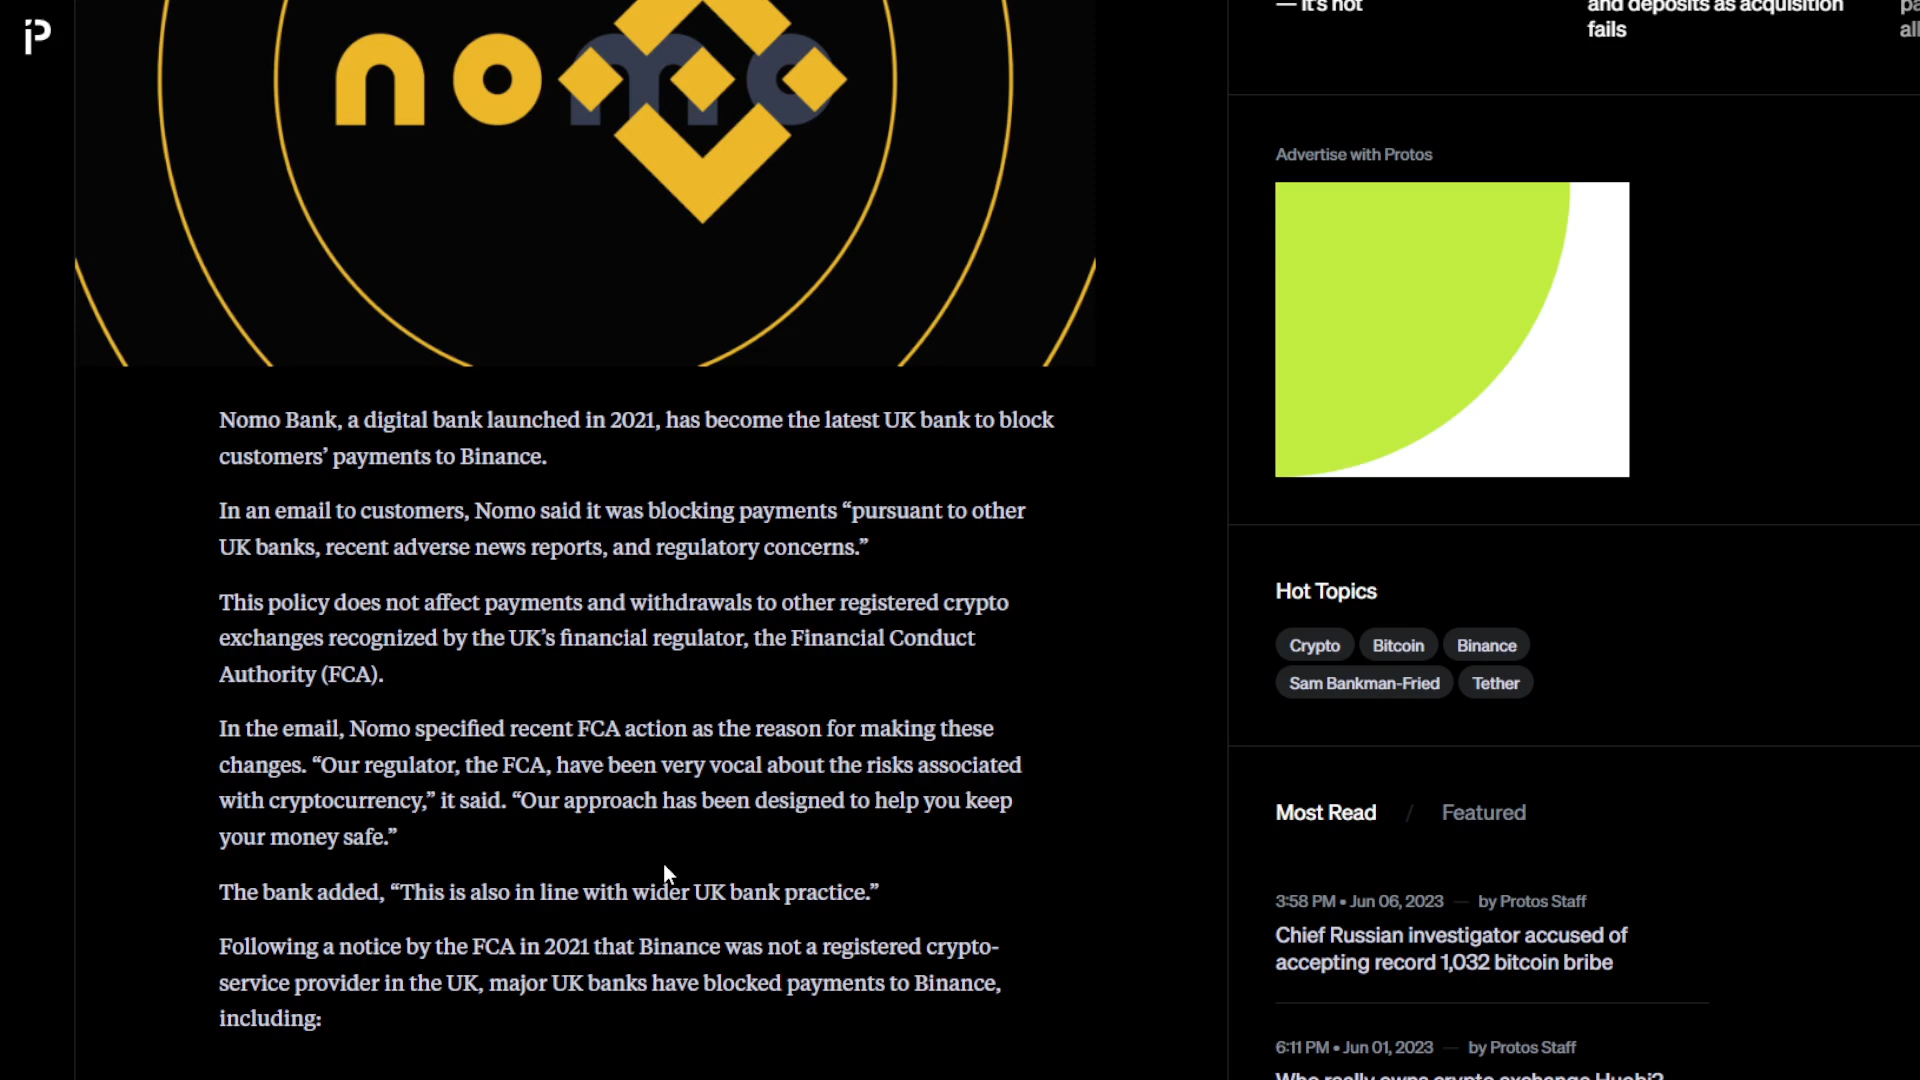 nomo
Nomo Bank, a digital bank launched in 2021, has become the latest UK bank to block
customers’ payments to Binance.
In an email to customers, Nomo said it was blocking payments “pursuant to other
UK banks, recent adverse news reports, and regulatory concerns.”
This policy does not affect payments and withdrawals to other registered crypto
exchanges recognized by the UK’s financial regulator, the Financial Conduct
Authority (FCA).
In the email, Nomo specified recent FCA action as the reason for making these
changes. “Our regulator, the FCA, have been very vocal about the risks associated
with cryptocurrency,” it said. “Our approach has been designed to help you keep
your money safe.”
The bank added, “This is also in line with wider UK bank practice.”
Following a notice by the FCA in 2021 that Binance was not a registered crypto-
service provider in the UK, major UK banks have blocked payments to Binance,
including:
— it's not
and deposits as acquisition
fails
Advertise with Protos
Hot Topics
Crypto Bitcoin Binance
Sam Bankman-Fried Tether
Most Read / Featured
3:58 PM • Jun 06, 2023 — by Protos Staff
Chief Russian investigator accused of
accepting record 1,032 bitcoin bribe
6:11 PM • Jun 01, 2023 — by Protos Staff
Who really owns crypto exchange Huobi?